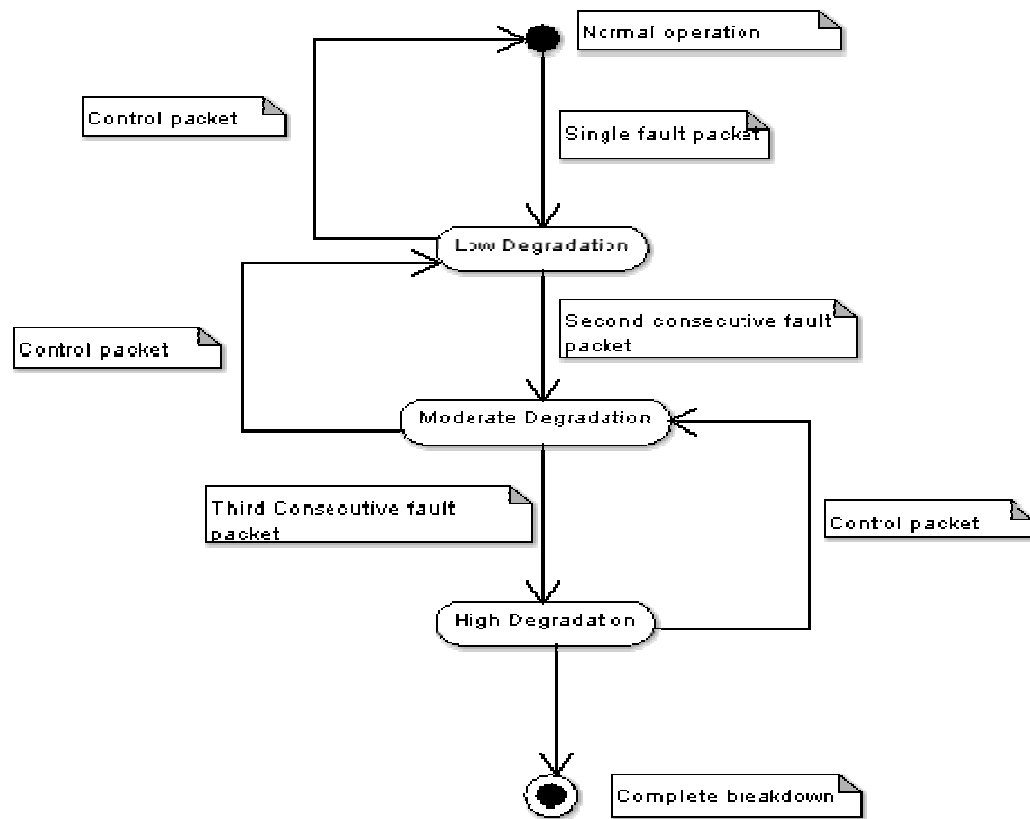 Normal operation
Control packet
Single fault packet
Low Degradation
Second consecutive fault
packet
Control packet
Moderate Degradation
Third Consecutive fault
packet
Control packet
High Degradation
Complete breakdown